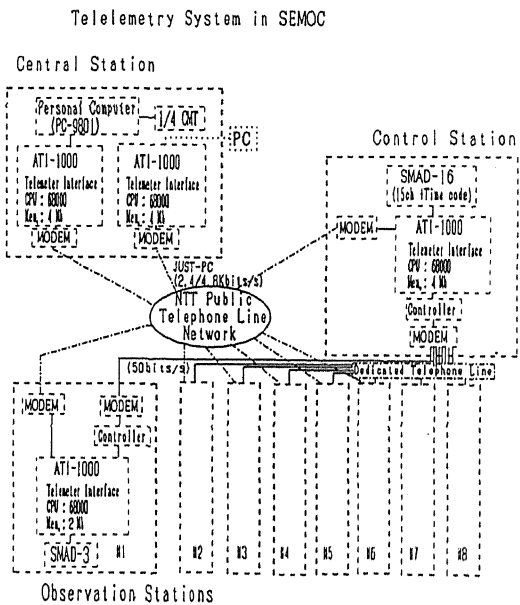 Telelemetry System in SEMOC
Central Station
Personal Computer
(PC-9801)
1/4 CMT
PC
ATI-1000
Telemeter Interface
CPU : 68000
Mem. : 4 Mb
MODEM
ATI-1000
Telemeter Interface
CPU : 68000
Mem. : 4 Mb
MODEM
Control Station
SMAD-16
(15ch +Time code)
MODEM
ATI-1000
Telemeter Interface
CPU : 68000
Mem. : 4 Mb
Controller
MODEM
JUST-PC
(2.4/4.8Kbits/s)
NTT Public
Telephone Line
Network
(50bits/s)
Dedicated Telephone Line
MODEM
MODEM
Controller
ATI-1000
Telemeter Interface
CPU : 68000
Mem. : 2 Mb
SMAD-3
#1
#2
#3
#4
#5
#6
#7
#8
Observation Stations